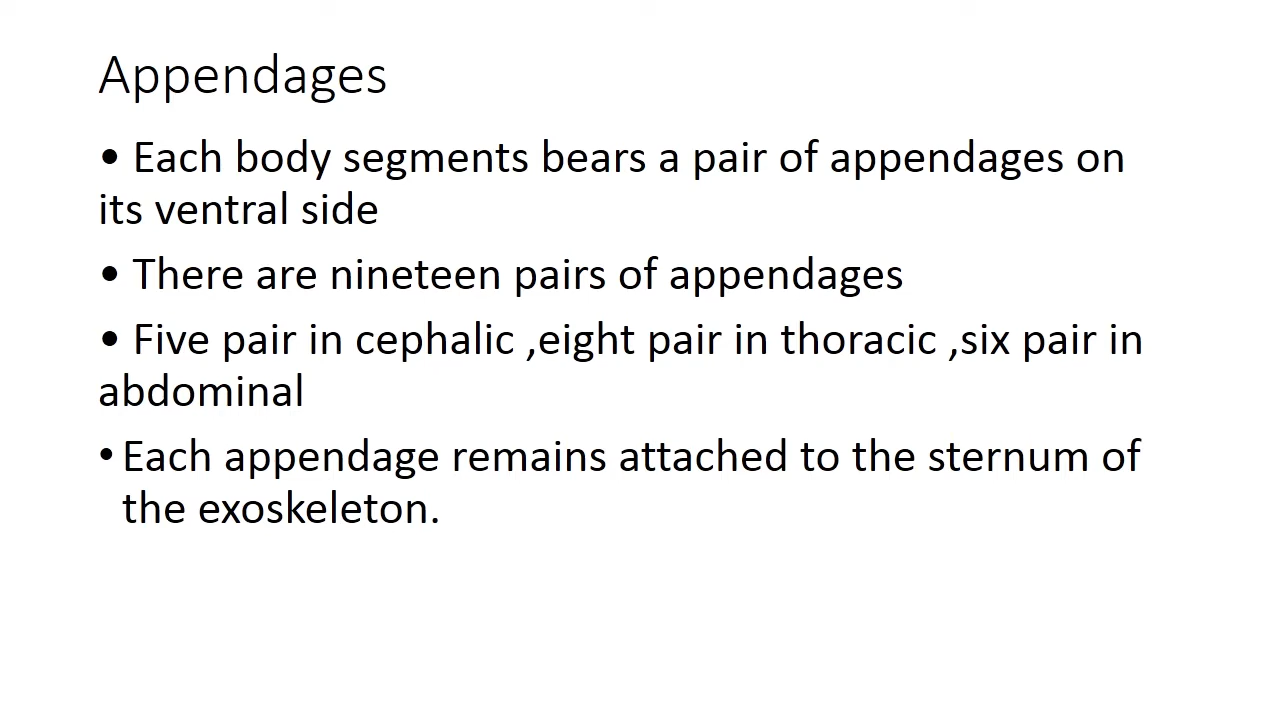 Appendages
• Each body segments bears a pair of appendages on
its ventral side
• There are nineteen pairs of appendages
• Five pair in cephalic ,eight pair in thoracic ,six pair in
abdominal
• Each appendage remains attached to the sternum of
the exoskeleton.